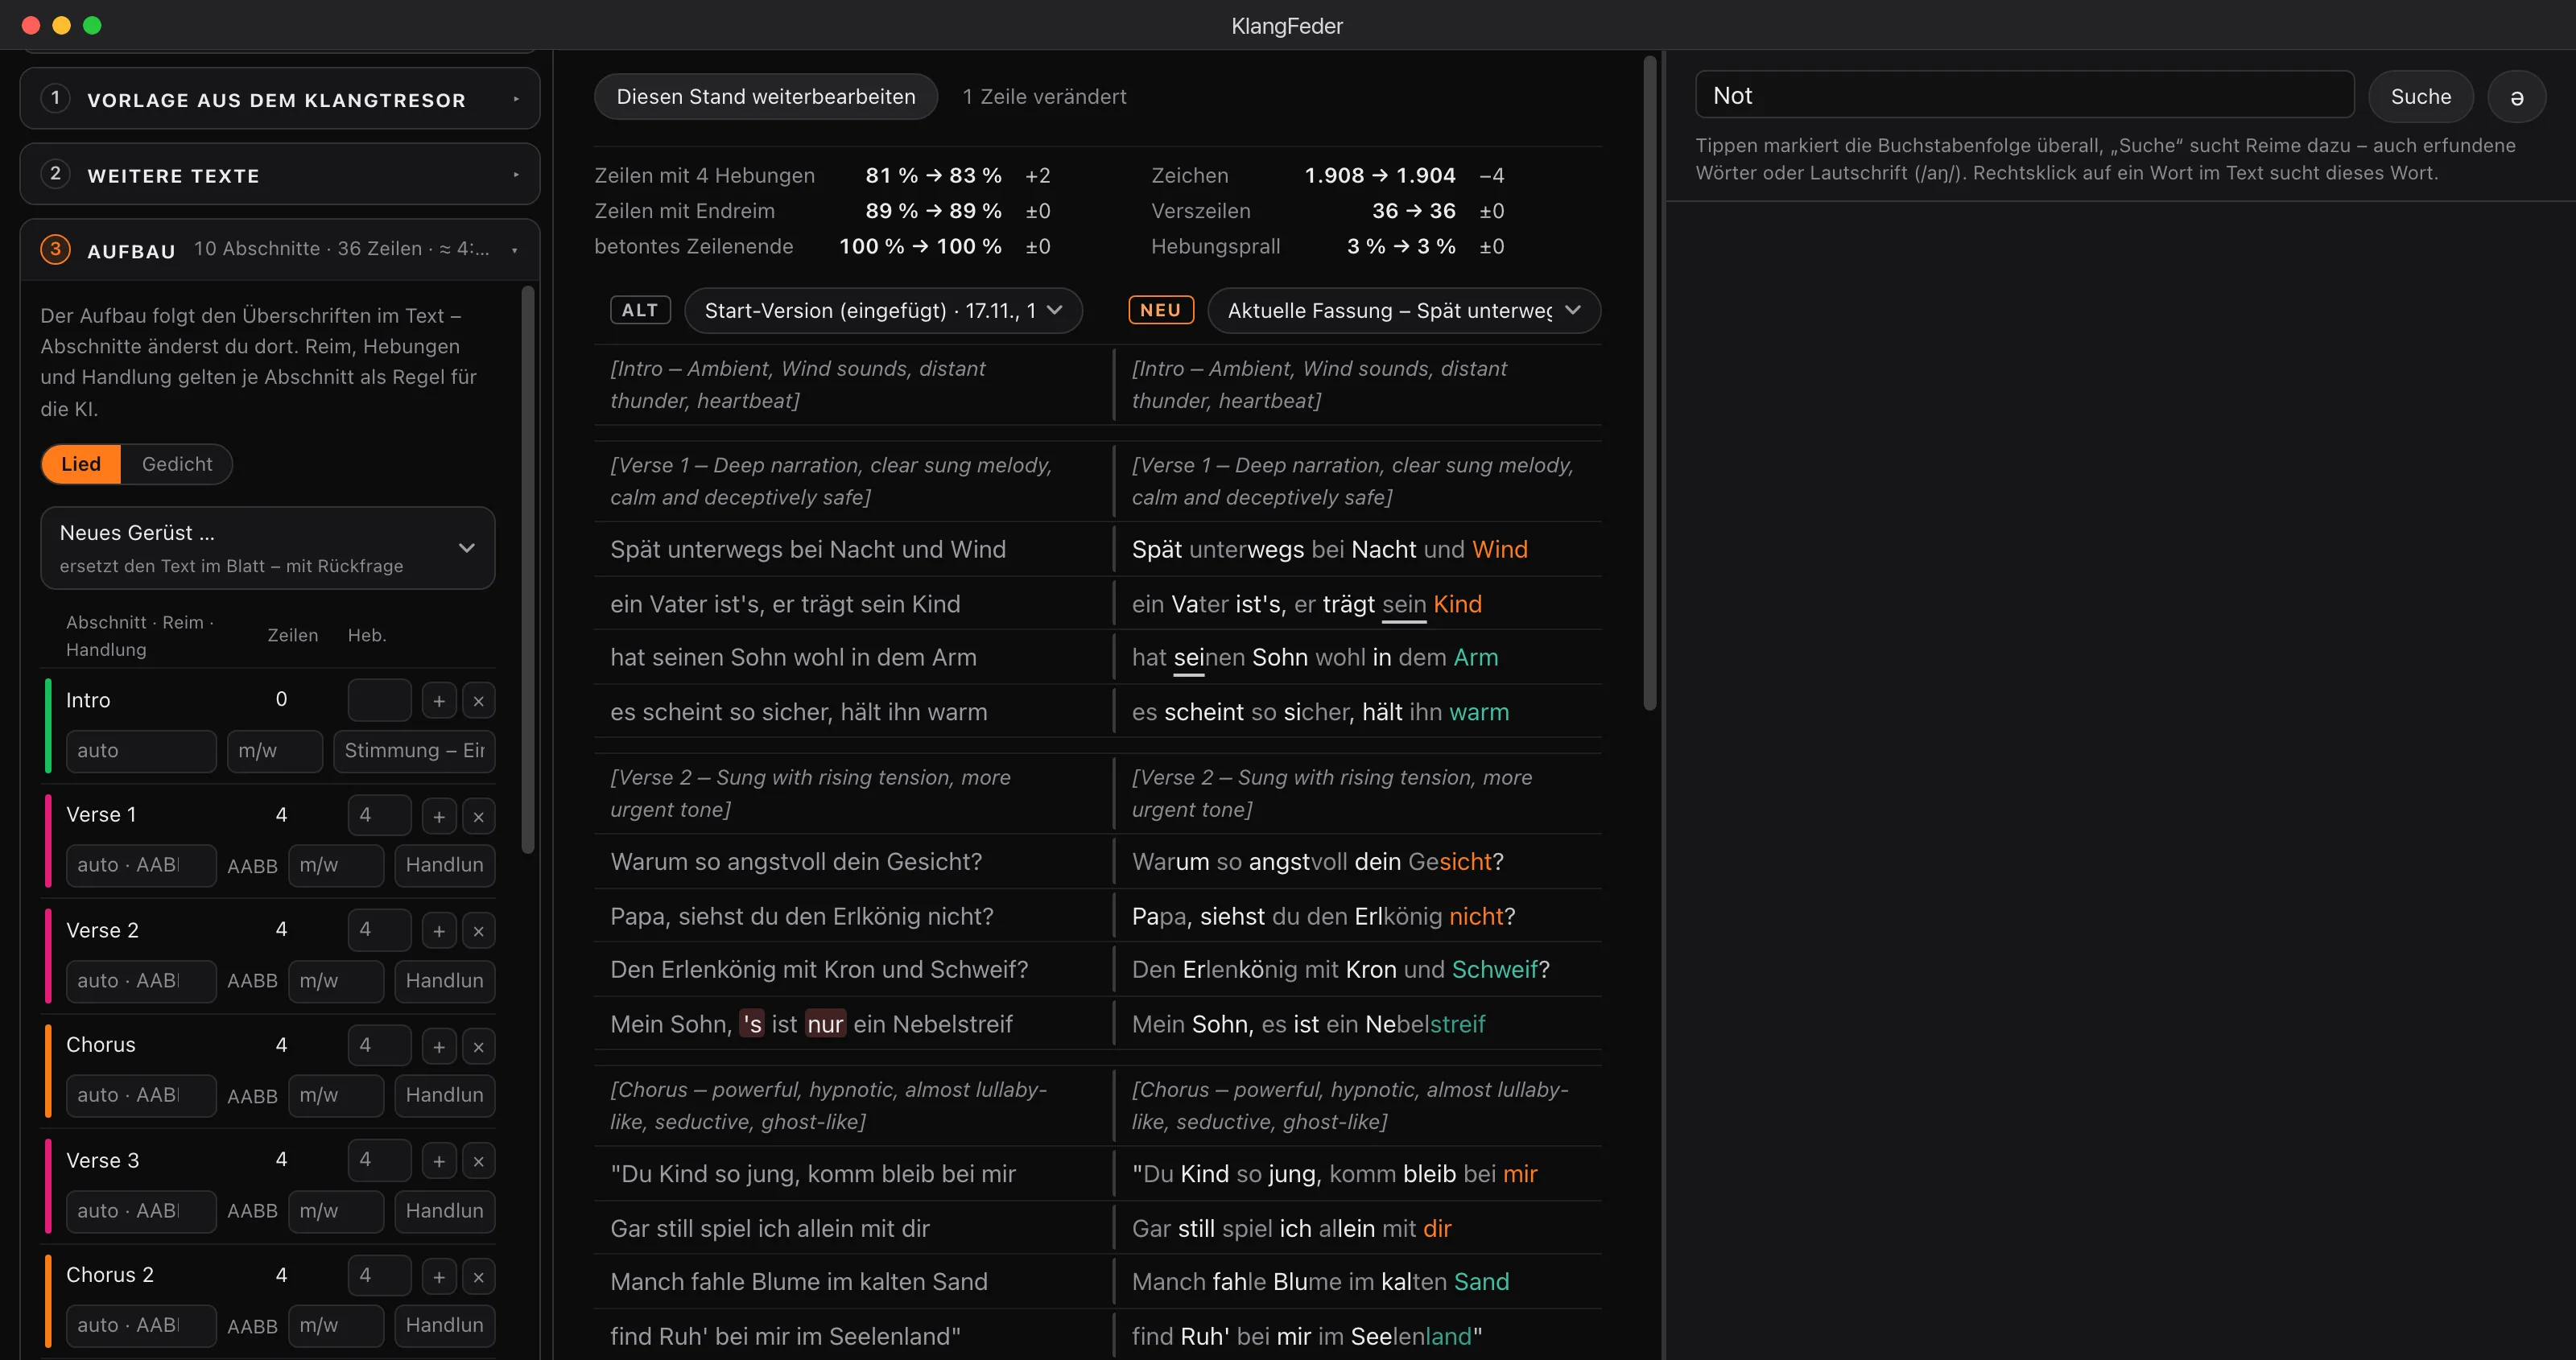 KlangFeder
1 VORLAGE AUS DEM KLANGTRESOR
2 WEITERE TEXTE
3 AUFBAU 10 Abschnitte · 36 Zeilen · ≈ 4:...
Der Aufbau folgt den Überschriften im Text –
Abschnitte änderst du dort. Reim, Hebungen
und Handlung gelten je Abschnitt als Regel für
die KI.
Lied Gedicht
Neues Gerüst ...
ersetzt den Text im Blatt – mit Rückfrage
Abschnitt · Reim ·
Handlung
Zeilen Heb.
Intro 0 + ×
auto m/w Stimmung – Eir
Verse 1 4 4 + ×
auto · AABI AABB m/w Handlun
Verse 2 4 4 + ×
auto · AABI AABB m/w Handlun
Chorus 4 4 + ×
auto · AABI AABB m/w Handlun
Verse 3 4 4 + ×
auto · AABI AABB m/w Handlun
Chorus 2 4 4 + ×
auto · AABI AABB m/w Handlun
Diesen Stand weiterbearbeiten 1 Zeile verändert
Zeilen mit 4 Hebungen 81 % → 83 % +2
Zeilen mit Endreim 89 % → 89 % ±0
betontes Zeilenende 100 % → 100 % ±0
Zeichen 1.908 → 1.904 −4
Verszeilen 36 → 36 ±0
Hebungsprall 3 % → 3 % ±0
ALT Start-Version (eingefügt) · 17.11., 1
[Intro – Ambient, Wind sounds, distant
thunder, heartbeat]
[Verse 1 – Deep narration, clear sung melody,
calm and deceptively safe]
Spät unterwegs bei Nacht und Wind
ein Vater ist's, er trägt sein Kind
hat seinen Sohn wohl in dem Arm
es scheint so sicher, hält ihn warm
[Verse 2 – Sung with rising tension, more
urgent tone]
Warum so angstvoll dein Gesicht?
Papa, siehst du den Erlkönig nicht?
Den Erlenkönig mit Kron und Schweif?
Mein Sohn, 's ist nur ein Nebelstreif
[Chorus – powerful, hypnotic, almost lullaby-
like, seductive, ghost-like]
"Du Kind so jung, komm bleib bei mir
Gar still spiel ich allein mit dir
Manch fahle Blume im kalten Sand
find Ruh' bei mir im Seelenland"
NEU Aktuelle Fassung – Spät unterweg
[Intro – Ambient, Wind sounds, distant
thunder, heartbeat]
[Verse 1 – Deep narration, clear sung melody,
calm and deceptively safe]
Spät unterwegs bei Nacht und Wind
ein Vater ist's, er trägt sein Kind
hat seinen Sohn wohl in dem Arm
es scheint so sicher, hält ihn warm
[Verse 2 – Sung with rising tension, more
urgent tone]
Warum so angstvoll dein Gesicht?
Papa, siehst du den Erlkönig nicht?
Den Erlenkönig mit Kron und Schweif?
Mein Sohn, es ist ein Nebelstreif
[Chorus – powerful, hypnotic, almost lullaby-
like, seductive, ghost-like]
"Du Kind so jung, komm bleib bei mir
Gar still spiel ich allein mit dir
Manch fahle Blume im kalten Sand
find Ruh' bei mir im Seelenland"
Not Suche ə
Tippen markiert die Buchstabenfolge überall, „Suche“ sucht Reime dazu – auch erfundene
Wörter oder Lautschrift (/aŋ/). Rechtsklick auf ein Wort im Text sucht dieses Wort.